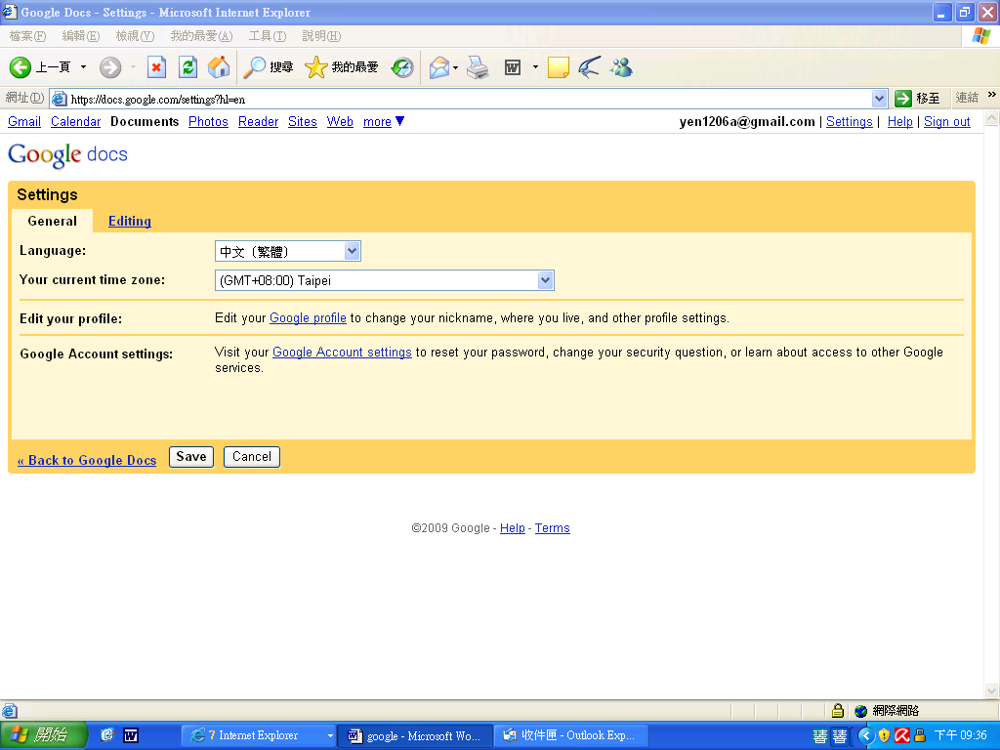 Google Docs - Settings - Microsoft Internet Explorer
檔案(F) 編輯(E) 檢視(V) 我的最愛(A) 工具(T) 說明(H)
上一頁 搜尋 我的最愛
網址(D) https://docs.google.com/settings?hl=en 移至 連結 »
Gmail Calendar Documents Photos Reader Sites Web more ▼ yen1206a@gmail.com | Settings | Help | Sign out
Google docs
Settings
General Editing
Language: 中文（繁體）
Your current time zone: (GMT+08:00) Taipei
Edit your profile: Edit your Google profile to change your nickname, where you live, and other profile settings.
Google Account settings: Visit your Google Account settings to reset your password, change your security question, or learn about access to other Google
services.
« Back to Google Docs Save Cancel
©2009 Google - Help - Terms
網際網路
開始 7 Internet Explorer google - Microsoft Wo... 收件匣 - Outlook Exp... 下午 09:36